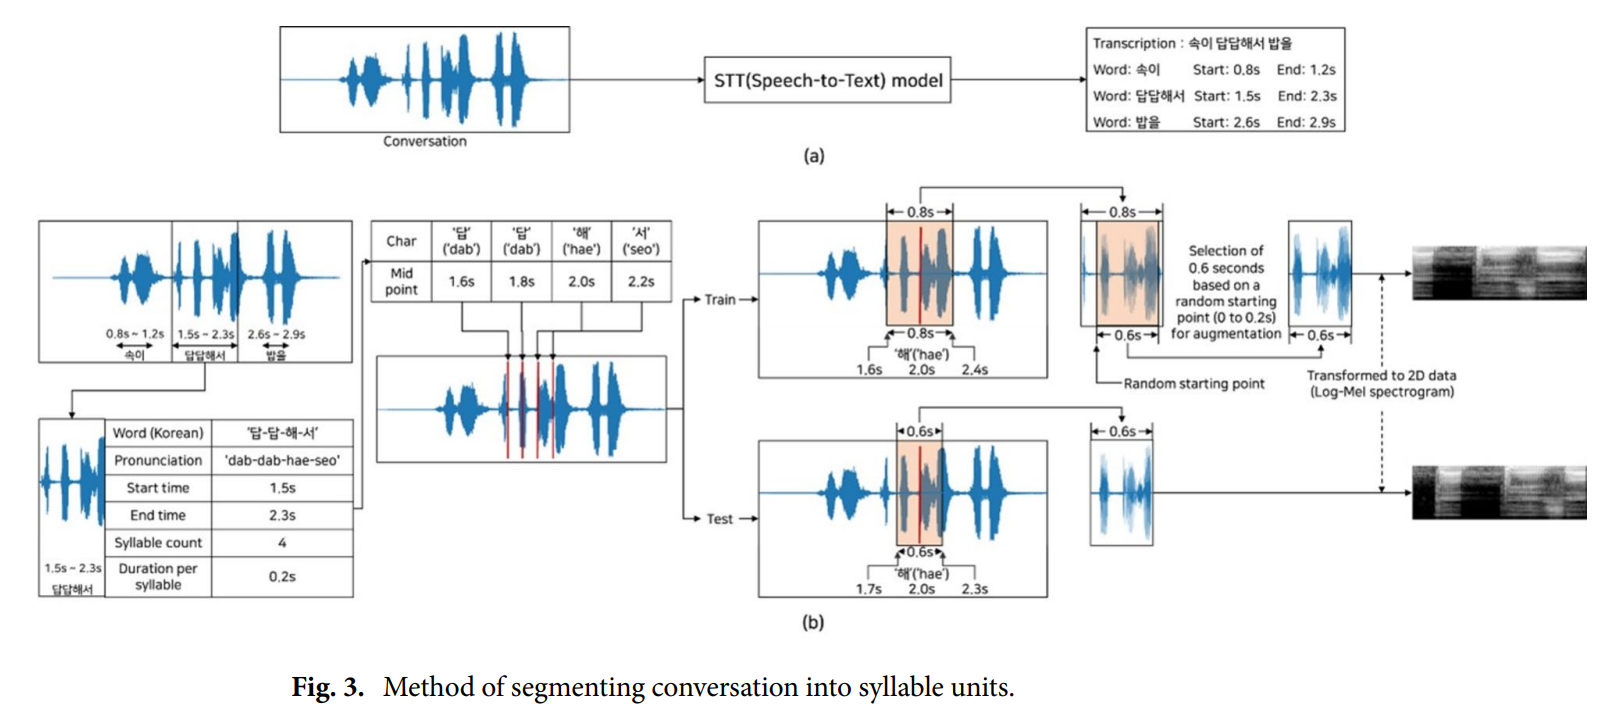 Conversation
STT(Speech-to-Text) model
Transcription : 속이 답답해서 밥을
Word: 속이 Start: 0.8s End: 1.2s
Word: 답답해서 Start: 1.5s End: 2.3s
Word: 밥을 Start: 2.6s End: 2.9s
(a)
0.8s ~ 1.2s 1.5s ~ 2.3s 2.6s ~ 2.9s
속이 답답해서 밥을
1.5s ~ 2.3s
답답해서
Word (Korean) '답-답-해-서'
Pronunciation 'dab-dab-hae-seo'
Start time 1.5s
End time 2.3s
Syllable count 4
Duration per
syllable
0.2s
Char
'답'
('dab')
'답'
('dab')
'해'
('hae')
'서'
('seo')
Mid
point
1.6s 1.8s 2.0s 2.2s
Train
0.8s
0.8s
'해'('hae')
1.6s 2.0s 2.4s
0.8s
0.6s
Random starting point
Selection of
0.6 seconds
based on a
random starting
point (0 to 0.2s)
for augmentation
0.6s
Transformed to 2D data
(Log-Mel spectrogram)
Test
0.6s
0.6s
'해'('hae')
1.7s 2.0s 2.3s
0.6s
(b)
Fig. 3. Method of segmenting conversation into syllable units.